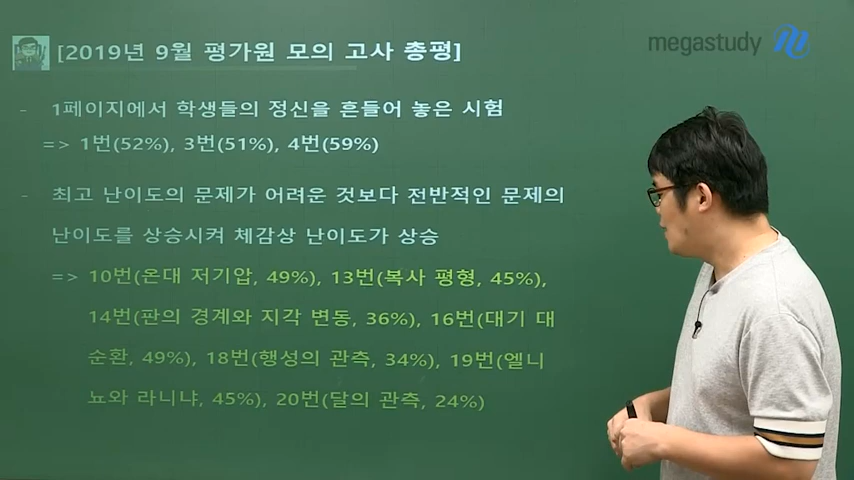 [2019년 9월 평가원 모의 고사 총평]
megastudy
- 1페이지에서 학생들의 정신을 흔들어 놓은 시험
=> 1번(52%), 3번(51%), 4번(59%)
- 최고 난이도의 문제가 어려운 것보다 전반적인 문제의
난이도를 상승시켜 체감상 난이도가 상승
=> 10번(온대 저기압, 49%), 13번(복사 평형, 45%),
14번(판의 경계와 지각 변동, 36%), 16번(대기 대
순환, 49%), 18번(행성의 관측, 34%), 19번(엘니
뇨와 라니냐, 45%), 20번(달의 관측, 24%)